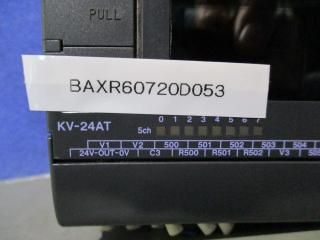 PULL
BAXR60720D053
0 1 2 3 4 5 6 7
KV-24AT 5ch
V1 V2 500 501 502 503 504
24V-OUT-0V C3 R500 R501 R502 V3 505